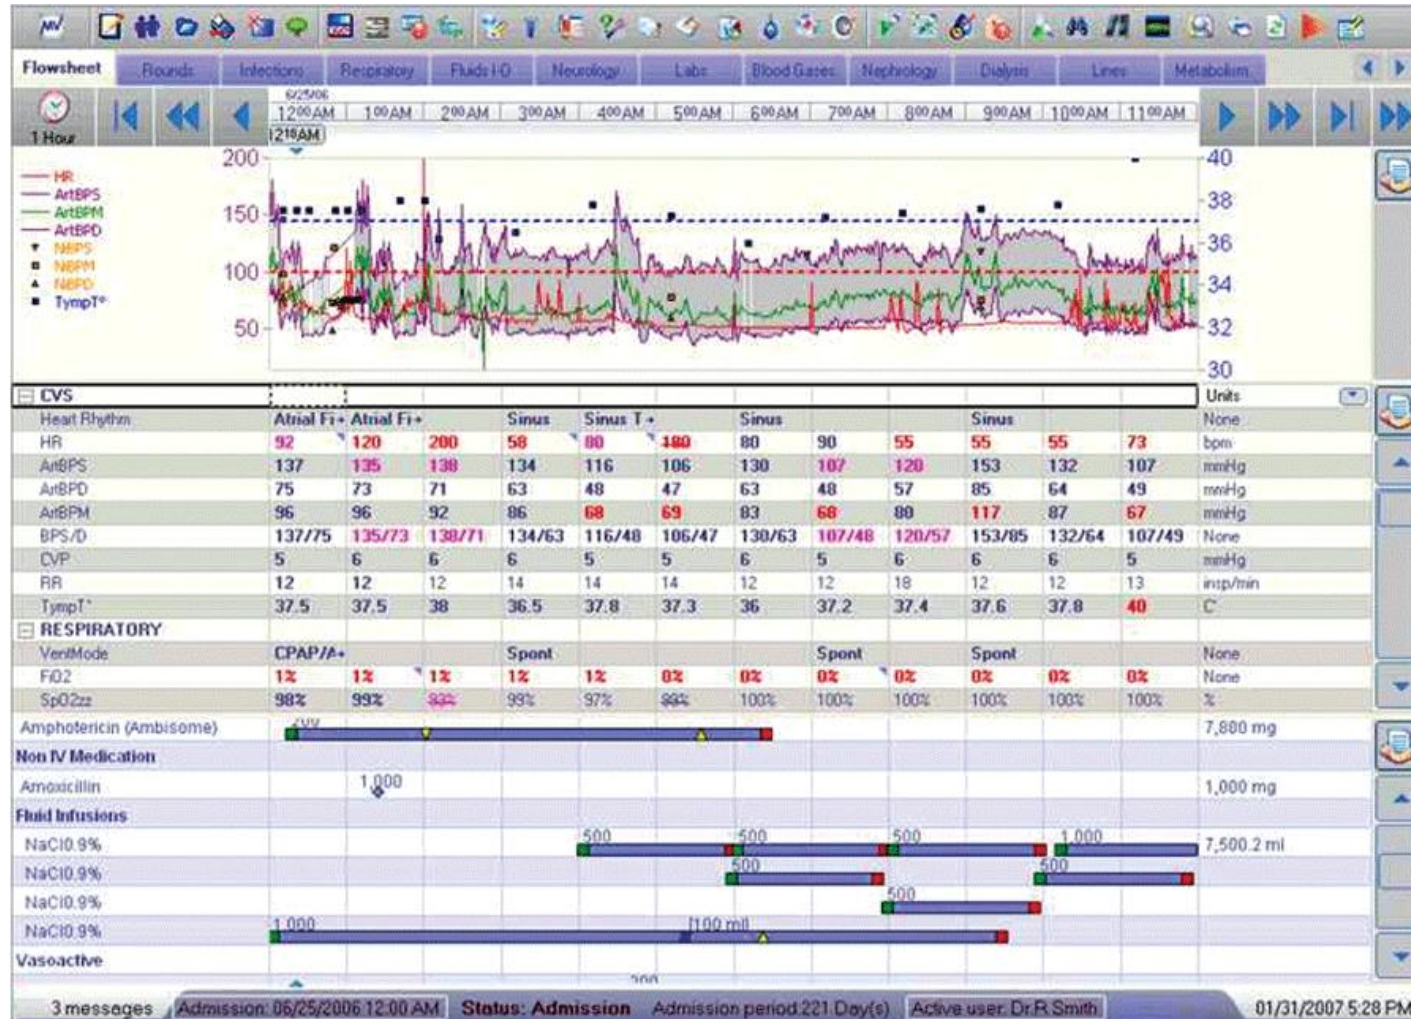 MV
Flowsheet Rounds Infections Respiratory Fluids I-O Neurology Labs Blood Gases Nephrology Dialysis Lines Metabolism
6/25/06
1 Hour 12:00AM 1:00AM 2:00AM 3:00AM 4:00AM 5:00AM 6:00AM 7:00AM 8:00AM 9:00AM 10:00AM 11:00AM
200 40
HR
ArtBPS 38
ArtBPM 150
ArtBPD 36
NIBPS
NIBPM 100 34
NIBPD
TympT°
50 32
30
CVS Units
Heart Rhythm Atrial Fi Atrial Fi Sinus Sinus T Sinus Sinus None
HR 92 120 200 58 80 180 80 90 55 55 55 73 bpm
ArtBPS 137 135 138 134 116 106 130 107 120 153 132 107 mmHg
ArtBPD 75 73 71 63 48 47 63 48 57 85 64 49 mmHg
ArtBPM 96 96 92 86 68 69 83 68 80 117 87 67 mmHg
BPS/D 137/75 135/73 138/71 134/63 116/48 106/47 130/63 107/48 120/57 153/85 132/64 107/49 None
CVP 5 6 6 6 5 5 6 5 6 6 6 5 mmHg
RR 12 12 12 14 14 14 12 12 18 12 12 13 insp/min
TympT° 37.5 37.5 38 36.5 37.8 37.3 36 37.2 37.4 37.6 37.8 40 C°
RESPIRATORY
VentMode CPAP/A Spont Spont Spont None
FiO2 1% 1% 1% 1% 1% 0% 0% 0% 0% 0% 0% 0% None
SpO2zz 98% 99% 93% 99% 97% 100% 100% 100% 100% 100% 100% %
Amphotericin (Ambisome) 200 7,800 mg
Non IV Medication
Amoxicillin 1,000 1,000 mg
Fluid Infusions
NaCl0.9% 500 500 500 1,000 7,500.2 ml
NaCl0.9% 500 500
NaCl0.9% 500
NaCl0.9% 1,000 [100 ml]
Vasoactive
3 messages Admission: 06/25/2006 12:00 AM Status: Admission Admission period:221 Day(s) Active user: Dr.R.Smith 01/31/2007 5:28 PM